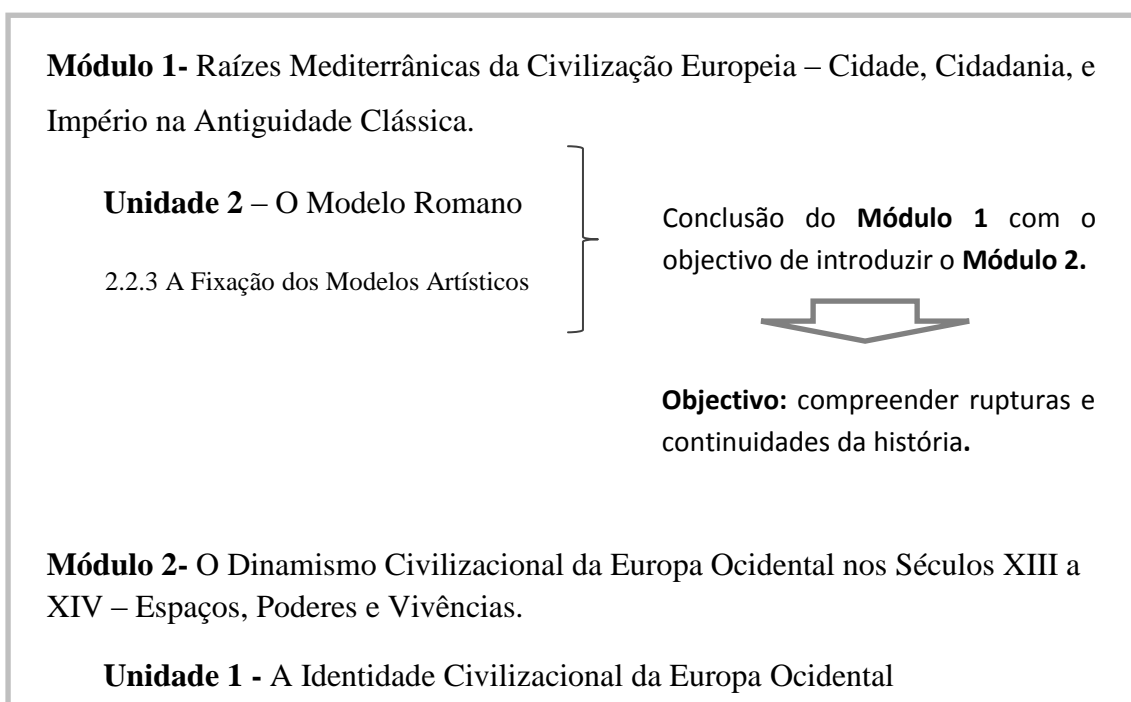 Módulo 1- Raízes Mediterrânicas da Civilização Europeia – Cidade, Cidadania, e
Império na Antiguidade Clássica.
Unidade 2 – O Modelo Romano
2.2.3 A Fixação dos Modelos Artísticos
Conclusão do Módulo 1 com o
objectivo de introduzir o Módulo 2.
Objectivo: compreender rupturas e
continuidades da história.
Módulo 2- O Dinamismo Civilizacional da Europa Ocidental nos Séculos XIII a
XIV – Espaços, Poderes e Vivências.
Unidade 1 - A Identidade Civilizacional da Europa Ocidental